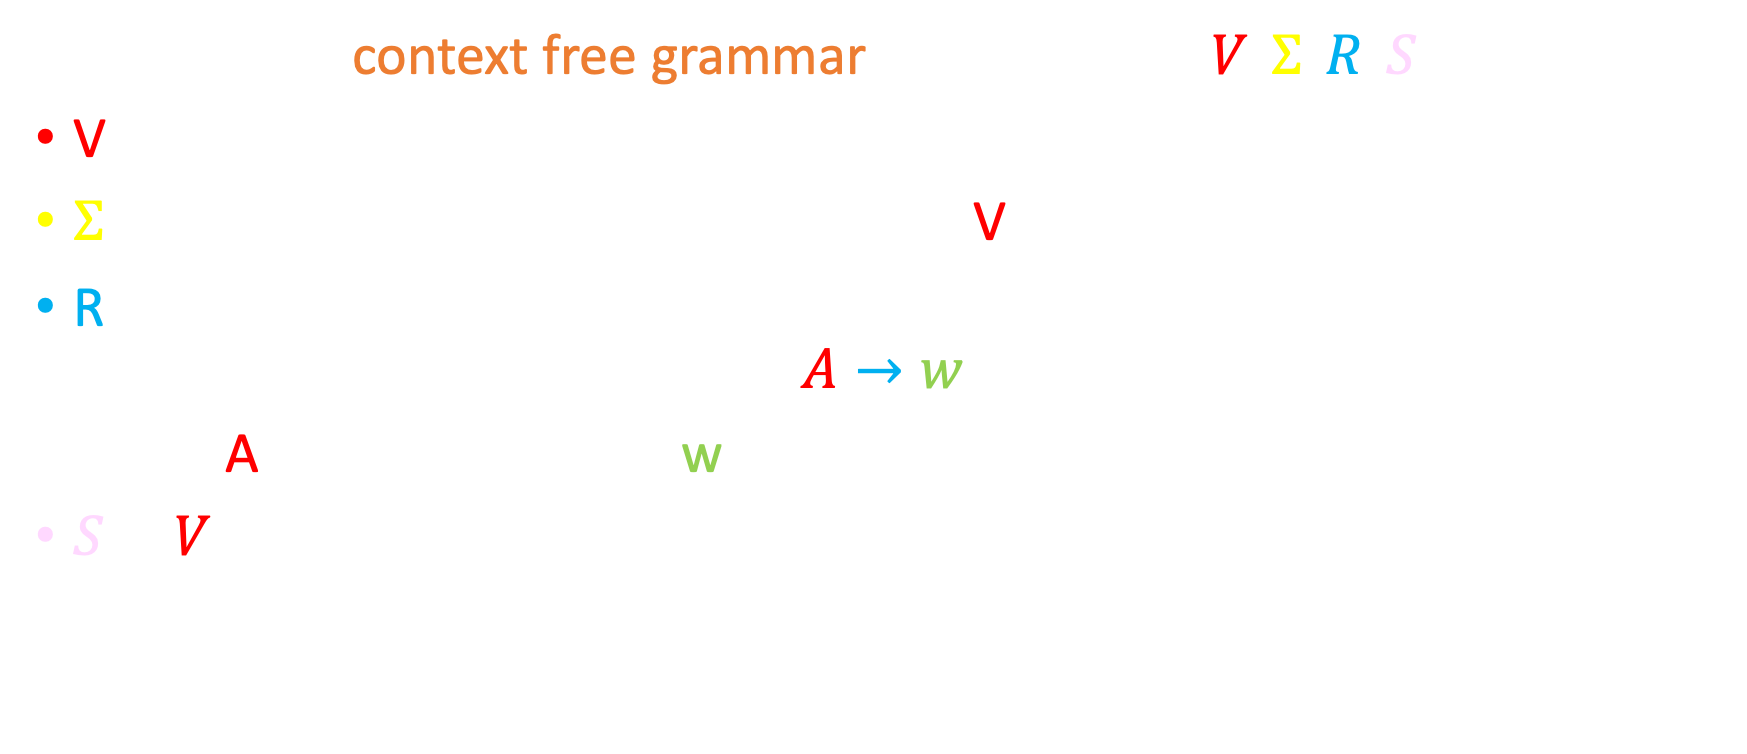 context free grammar V Σ R S
• V
• Σ V
• R
A → w
A w
• S V